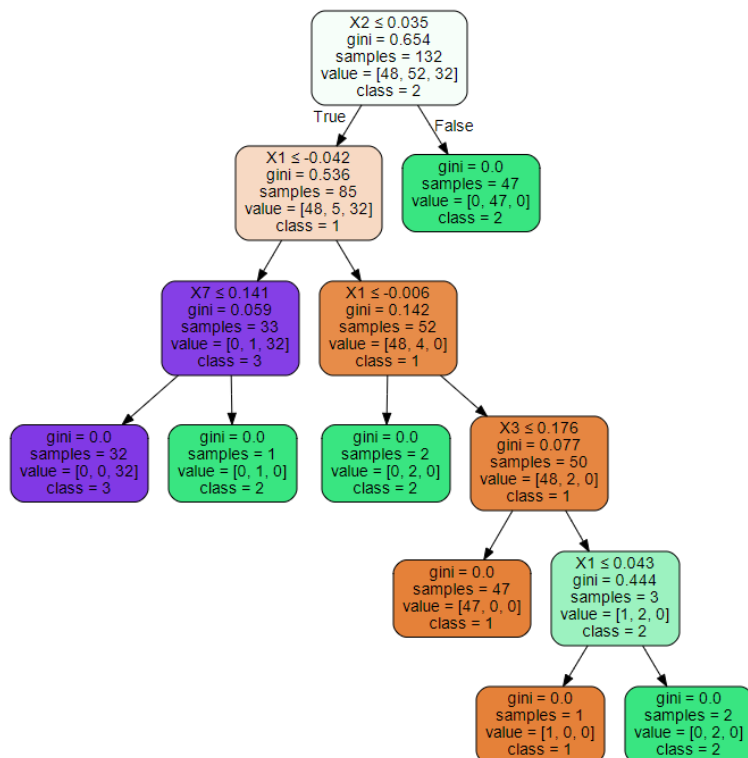 X2 ≤ 0.035
gini = 0.654
samples = 132
value = [48, 52, 32]
class = 2
True
False
X1 ≤ -0.042
gini = 0.536
samples = 85
value = [48, 5, 32]
class = 1
gini = 0.0
samples = 47
value = [0, 47, 0]
class = 2
X7 ≤ 0.141
gini = 0.059
samples = 33
value = [0, 1, 32]
class = 3
X1 ≤ -0.006
gini = 0.142
samples = 52
value = [48, 4, 0]
class = 1
gini = 0.0
samples = 32
value = [0, 0, 32]
class = 3
gini = 0.0
samples = 1
value = [0, 1, 0]
class = 2
gini = 0.0
samples = 2
value = [0, 2, 0]
class = 2
X3 ≤ 0.176
gini = 0.077
samples = 50
value = [48, 2, 0]
class = 1
gini = 0.0
samples = 47
value = [47, 0, 0]
class = 1
X1 ≤ 0.043
gini = 0.444
samples = 3
value = [1, 2, 0]
class = 2
gini = 0.0
samples = 1
value = [1, 0, 0]
class = 1
gini = 0.0
samples = 2
value = [0, 2, 0]
class = 2